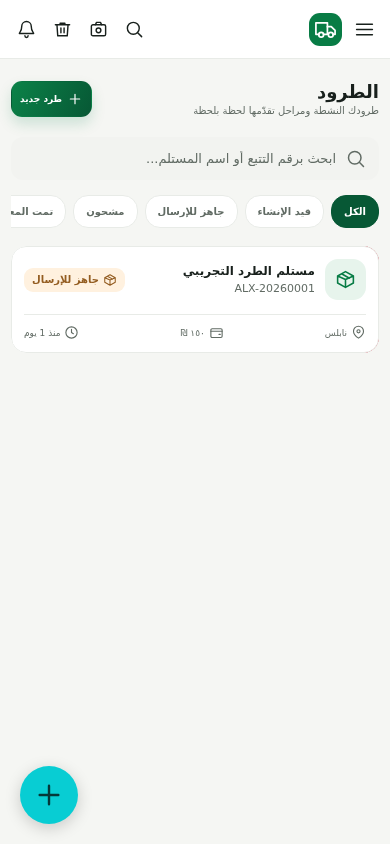 الطرود
طرودك النشطة ومراحل تقدّمها لحظة بلحظة
طرد جديد
ابحث برقم التتبع أو اسم المستلم...
الكل
قيد الإنشاء
جاهز للإرسال
مشحون
تمت المع
مستلم الطرد التجريبي
ALX-20260001
جاهز للإرسال
نابلس
١٥٠ ₪
منذ 1 يوم